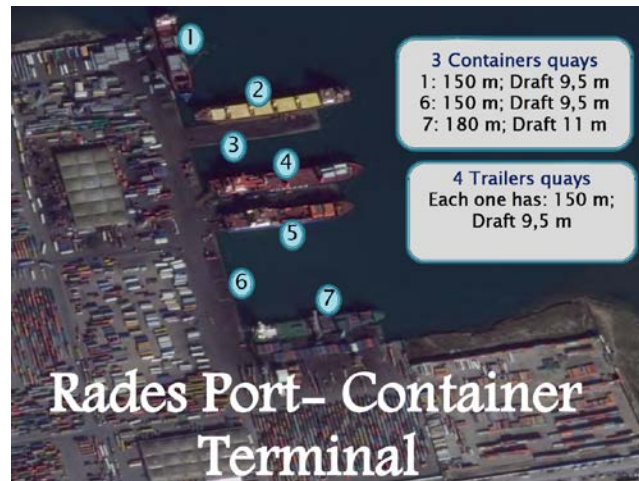 1
2
3
4
5
6
7
3 Containers quays
1: 150 m; Draft 9,5 m
6: 150 m; Draft 9,5 m
7: 180 m; Draft 11 m
4 Trailers quays
Each one has: 150 m;
Draft 9,5 m
Rades Port- Container
Terminal